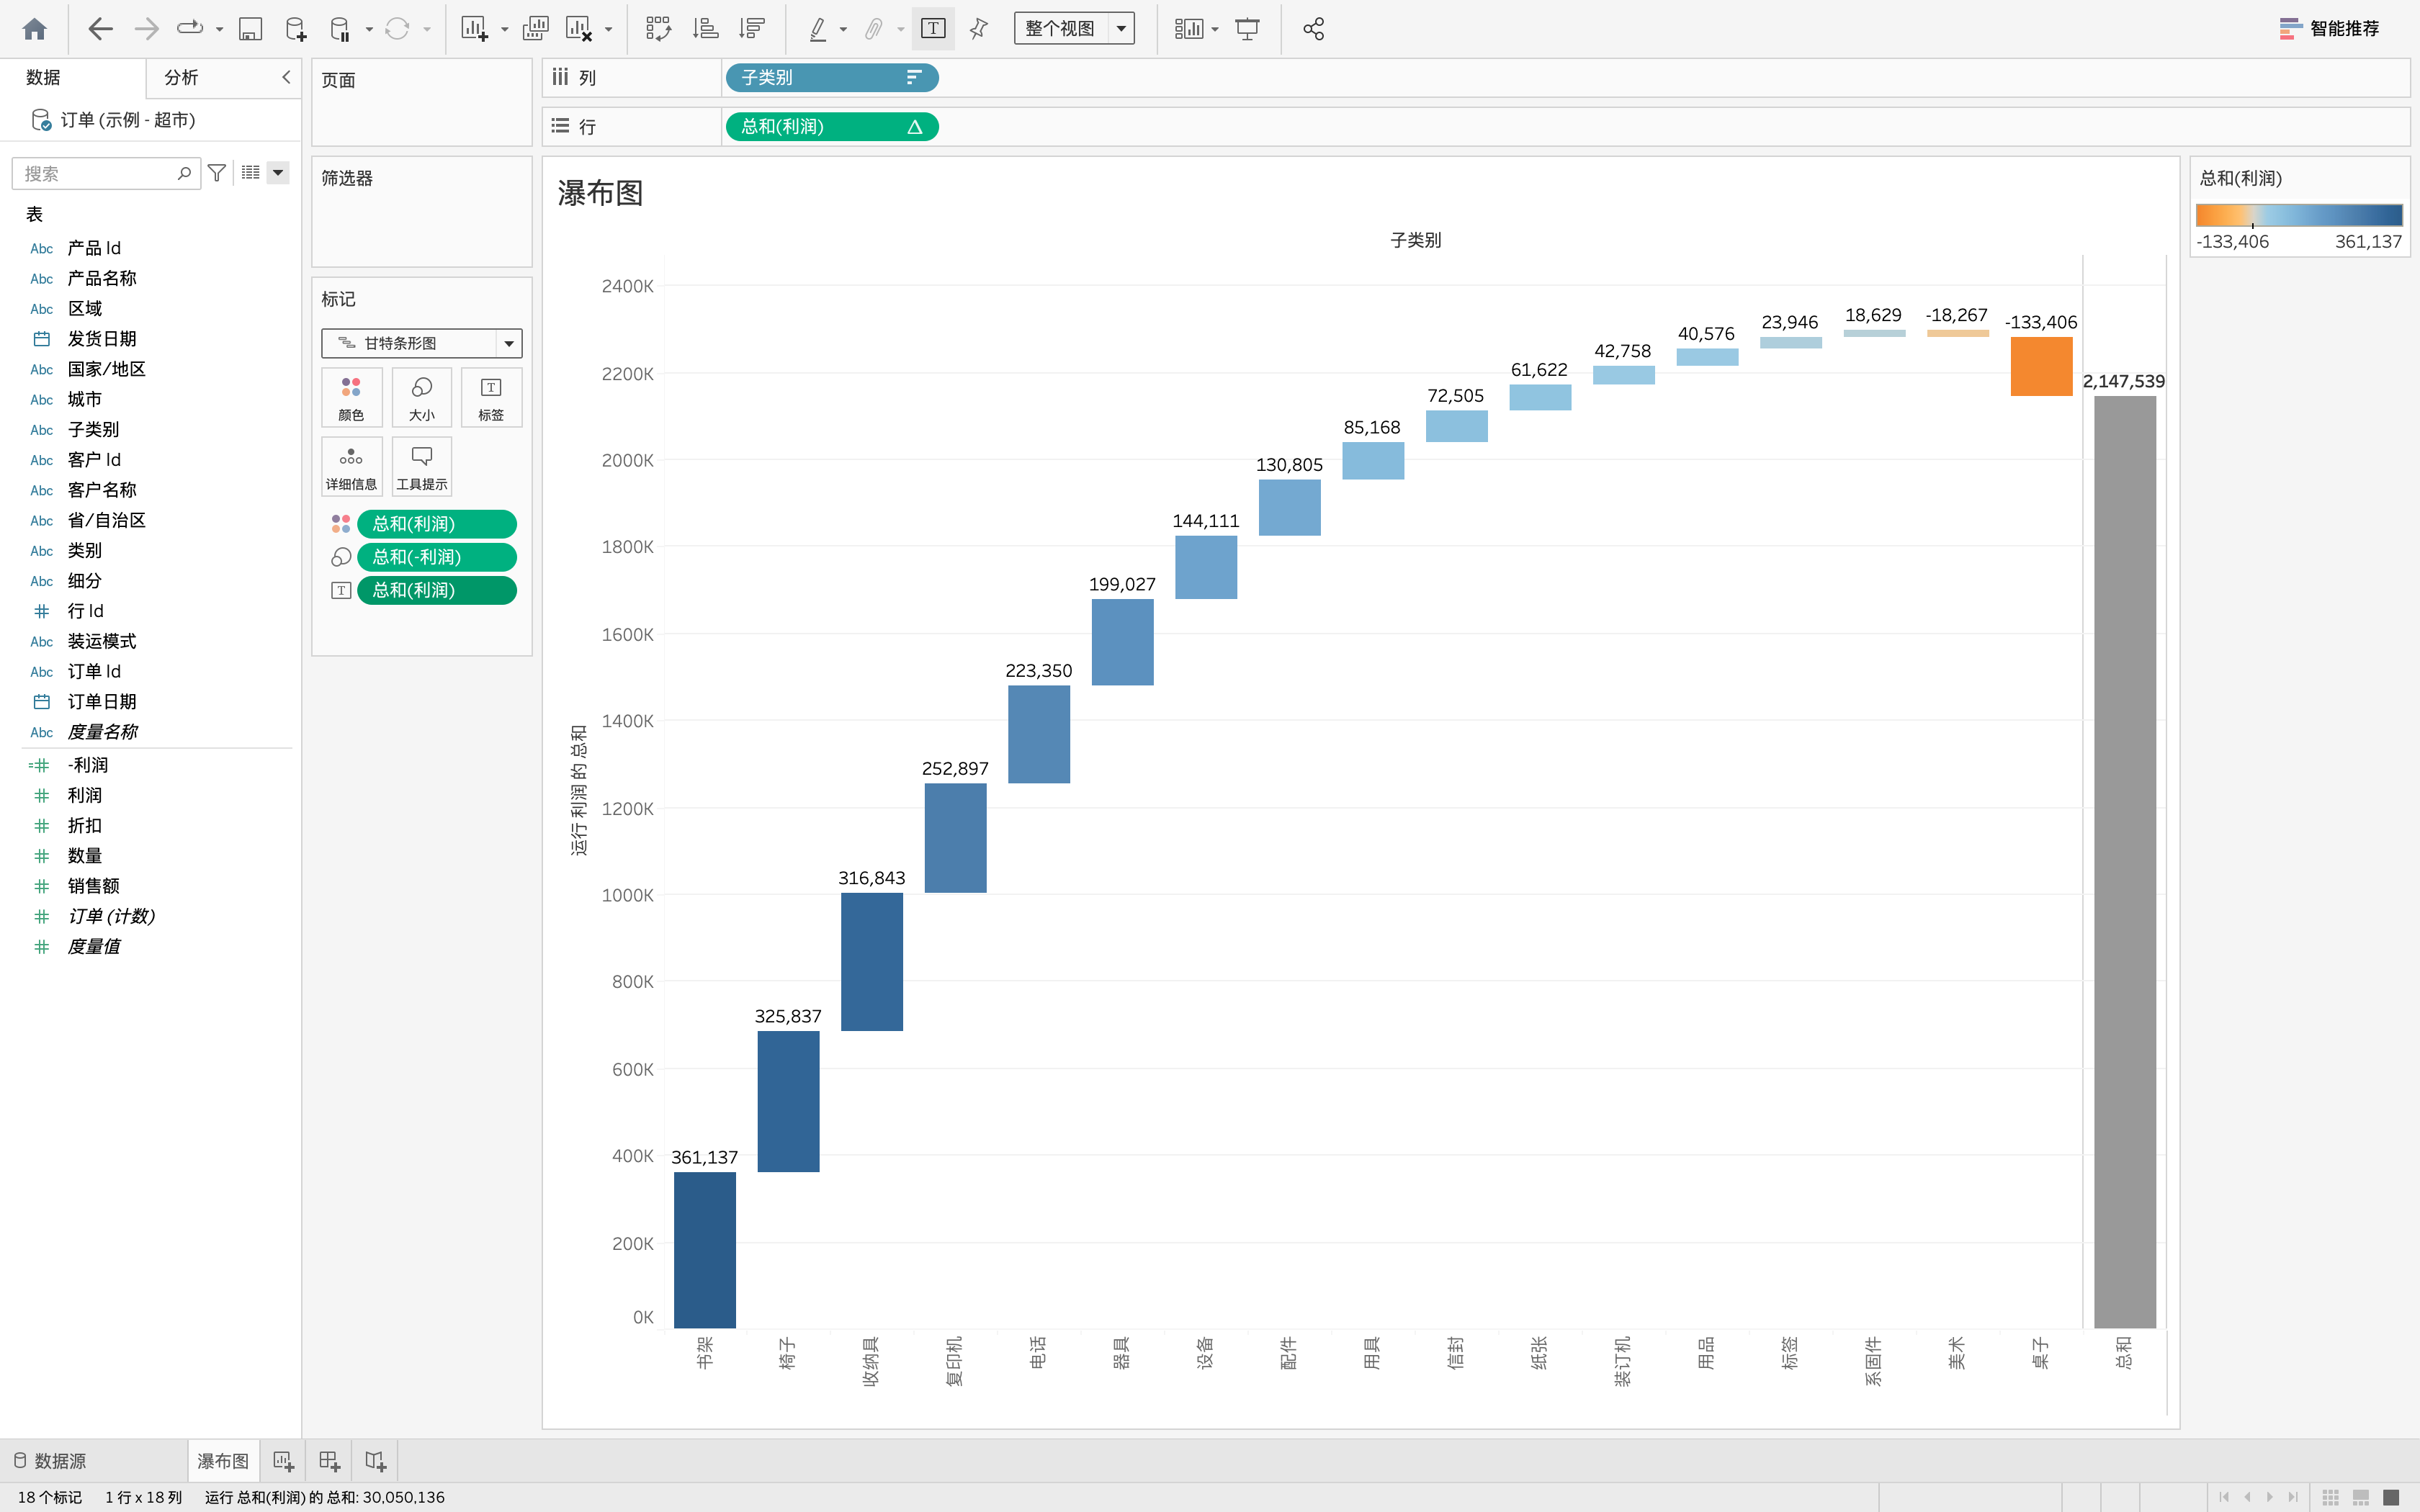 整个视图
智能推荐
数据
分析
订单 (示例 - 超市)
搜索
表
Abc 产品 Id
Abc 产品名称
Abc 区域
发货日期
Abc 国家/地区
Abc 城市
Abc 子类别
Abc 客户 Id
Abc 客户名称
Abc 省/自治区
Abc 类别
Abc 细分
行 Id
Abc 装运模式
Abc 订单 Id
订单日期
Abc 度量名称
-利润
利润
折扣
数量
销售额
订单 (计数)
度量值
页面
筛选器
标记
甘特条形图
颜色
大小
标签
详细信息
工具提示
总和(利润)
总和(-利润)
总和(利润)
列
子类别
行
总和(利润)
瀑布图
子类别
运行 利润 的 总和
2400K
2200K
2000K
1800K
1600K
1400K
1200K
1000K
800K
600K
400K
200K
0K
361,137
325,837
316,843
252,897
223,350
199,027
144,111
130,805
85,168
72,505
61,622
42,758
40,576
23,946
18,629
-18,267
-133,406
2,147,539
书架
椅子
收纳具
复印机
电话
器具
设备
配件
用具
信封
纸张
装订机
用品
标签
系固件
美术
桌子
总和
总和(利润)
-133,406
361,137
数据源
瀑布图
18 个标记
1 行 x 18 列
运行 总和(利润) 的 总和: 30,050,136